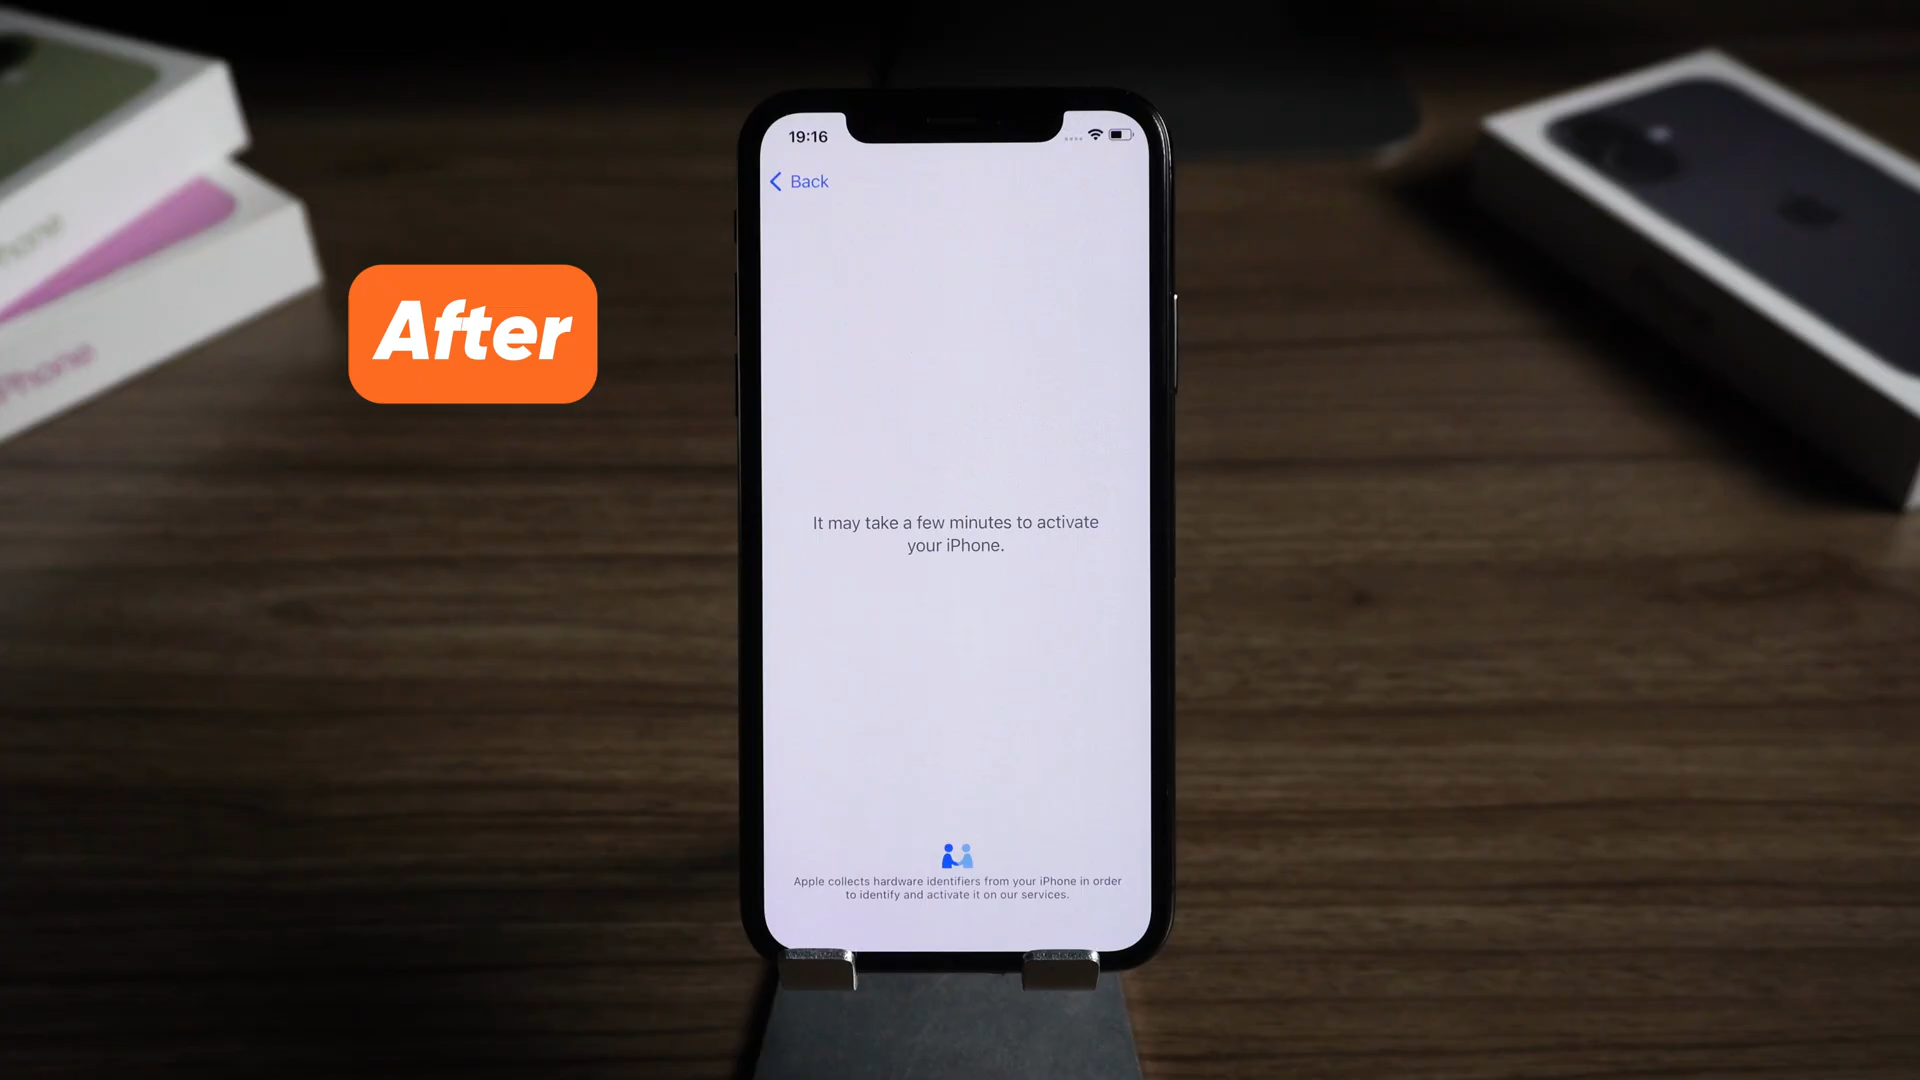 19:16
Back
After
It may take a few minutes to activate
your iPhone.
Apple collects hardware identifiers from your iPhone in order
to identify and activate it on our services.
iPhone